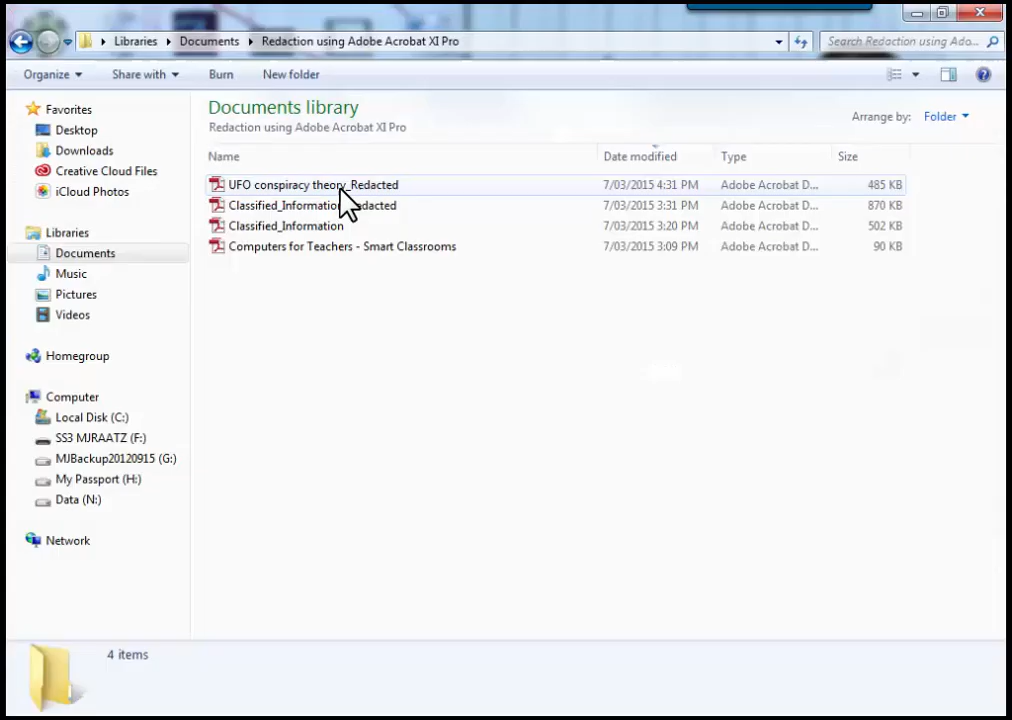 Libraries Documents Redaction using Adobe Acrobat XI Pro Search Redaction using Ado...
Organize Share with Burn New folder
Favorites
Desktop
Downloads
Creative Cloud Files
iCloud Photos
Libraries
Documents
Music
Pictures
Videos
Homegroup
Computer
Local Disk (C:)
SS3 MJRAATZ (F:)
MJBackup20120915 (G:)
My Passport (H:)
Data (N:)
Network
Documents library
Redaction using Adobe Acrobat XI Pro
Arrange by: Folder
Name Date modified Type Size
UFO conspiracy theory_Redacted 7/03/2015 4:31 PM Adobe Acrobat D... 485 KB
Classified_Information_Redacted 7/03/2015 3:31 PM Adobe Acrobat D... 870 KB
Classified_Information 7/03/2015 3:20 PM Adobe Acrobat D... 502 KB
Computers for Teachers - Smart Classrooms 7/03/2015 3:09 PM Adobe Acrobat D... 90 KB
4 items